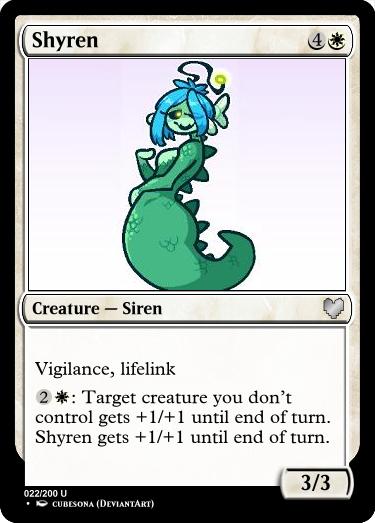 Shyren 4
Creature — Siren
Vigilance, lifelink
2: Target creature you don't
control gets +1/+1 until end of turn.
Shyren gets +1/+1 until end of turn.
3/3
022/200 U
• CUBESONA (DEVIANTART)